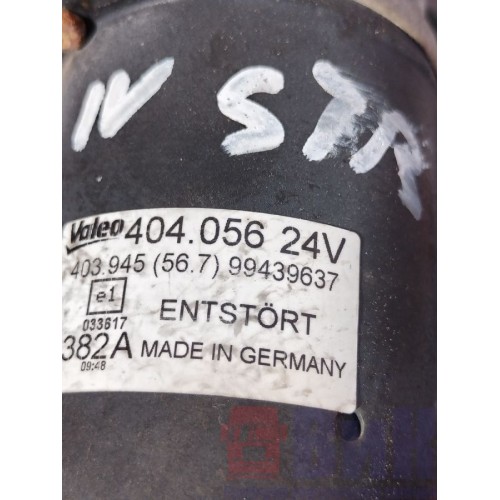 IV STR
Valeo 404.056 24V
403.945 (56.7) 99439637
e1
033617
ENTSTÖRT
382A MADE IN GERMANY
09:48